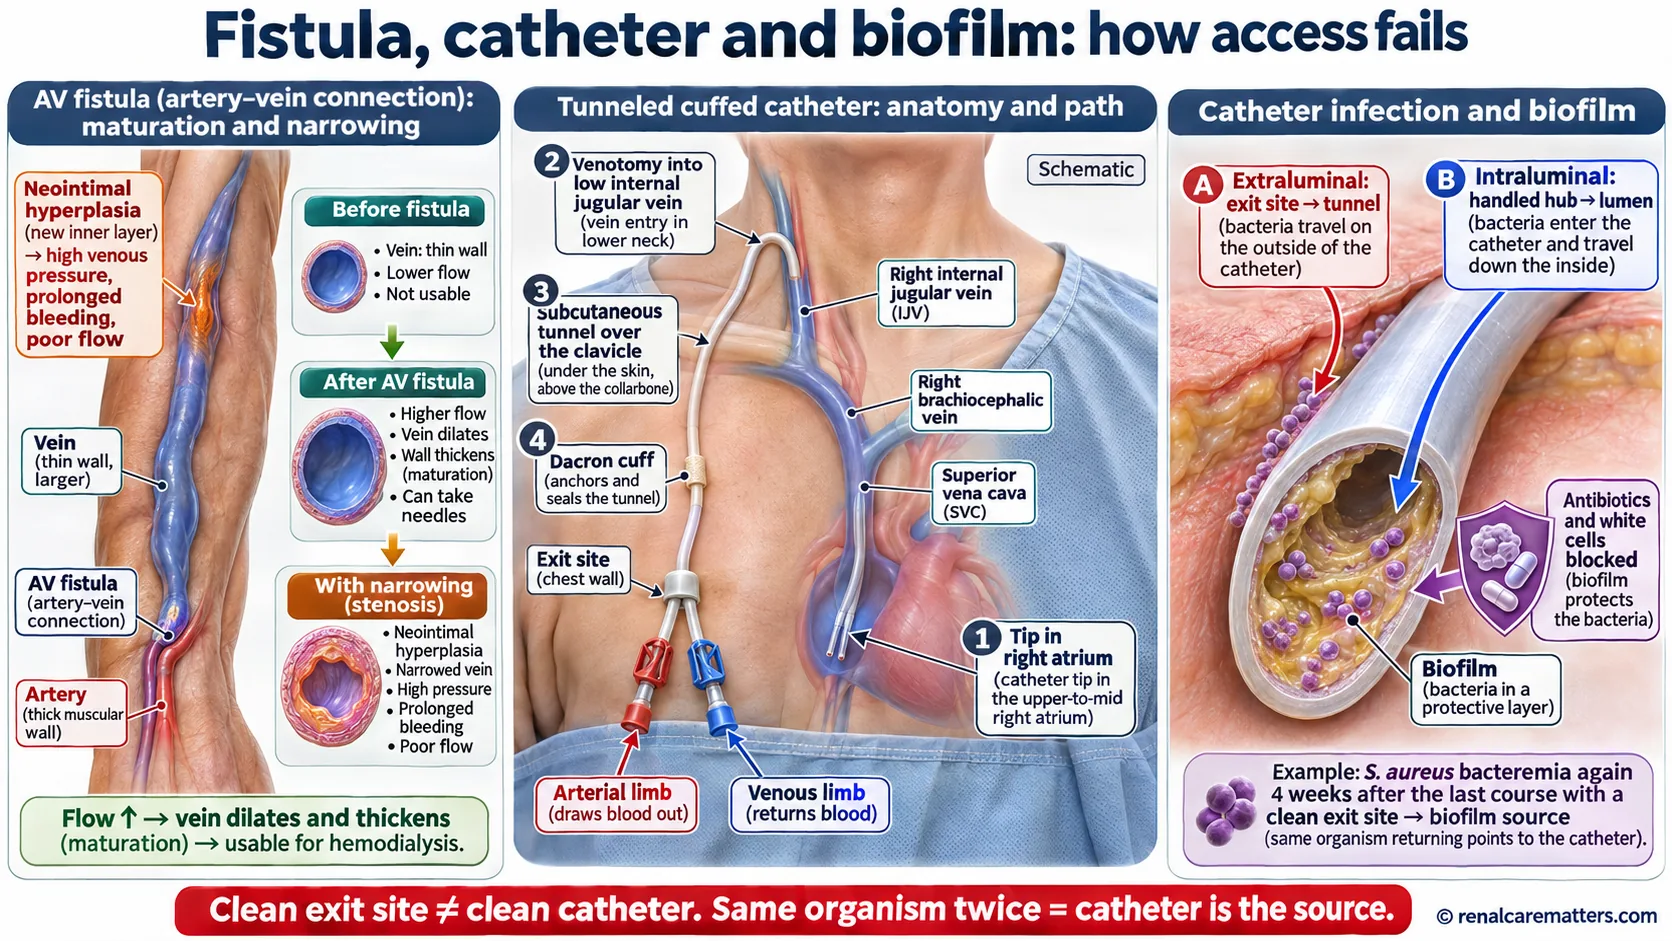 Fistula, catheter and biofilm: how access fails
AV fistula (artery–vein connection):
maturation and narrowing
Neointimal
hyperplasia
(new inner layer)
→ high venous
pressure,
prolonged
bleeding,
poor flow
Vein
(thin wall,
larger)
AV fistula
(artery–vein
connection)
Artery
(thick muscular
wall)
Before fistula
• Vein: thin wall
• Lower flow
• Not usable
After AV fistula
• Higher flow
• Vein dilates
• Wall thickens
(maturation)
• Can take
needles
With narrowing
(stenosis)
• Neointimal
hyperplasia
• Narrowed vein
• High pressure
• Prolonged
bleeding
• Poor flow
Flow ↑ → vein dilates and thickens
(maturation) → usable for hemodialysis.
Tunneled cuffed catheter: anatomy and path
Schematic
2
Venotomy into
low internal
jugular vein
(vein entry in
lower neck)
3
Subcutaneous
tunnel over
the clavicle
(under the skin,
above the collarbone)
4
Dacron cuff
(anchors and
seals the tunnel)
Exit site
(chest wall)
Right internal
jugular vein
(IJV)
Right
brachiocephalic
vein
Superior
vena cava
(SVC)
1
Tip in
right atrium
(catheter tip in
the upper-to-mid
right atrium)
Arterial limb
(draws blood out)
Venous limb
(returns blood)
Catheter infection and biofilm
A
Extraluminal:
exit site → tunnel
(bacteria travel on
the outside of the
catheter)
B
Intraluminal:
handled hub → lumen
(bacteria enter the
catheter and travel
down the inside)
Antibiotics
and white
cells
blocked
(biofilm
protects
the bacteria)
Biofilm
(bacteria in a
protective layer)
Example: S. aureus bacteremia again
4 weeks after the last course with a
clean exit site → biofilm source
(same organism returning points to the catheter).
Clean exit site ≠ clean catheter. Same organism twice = catheter is the source.
© renalcarematters.com